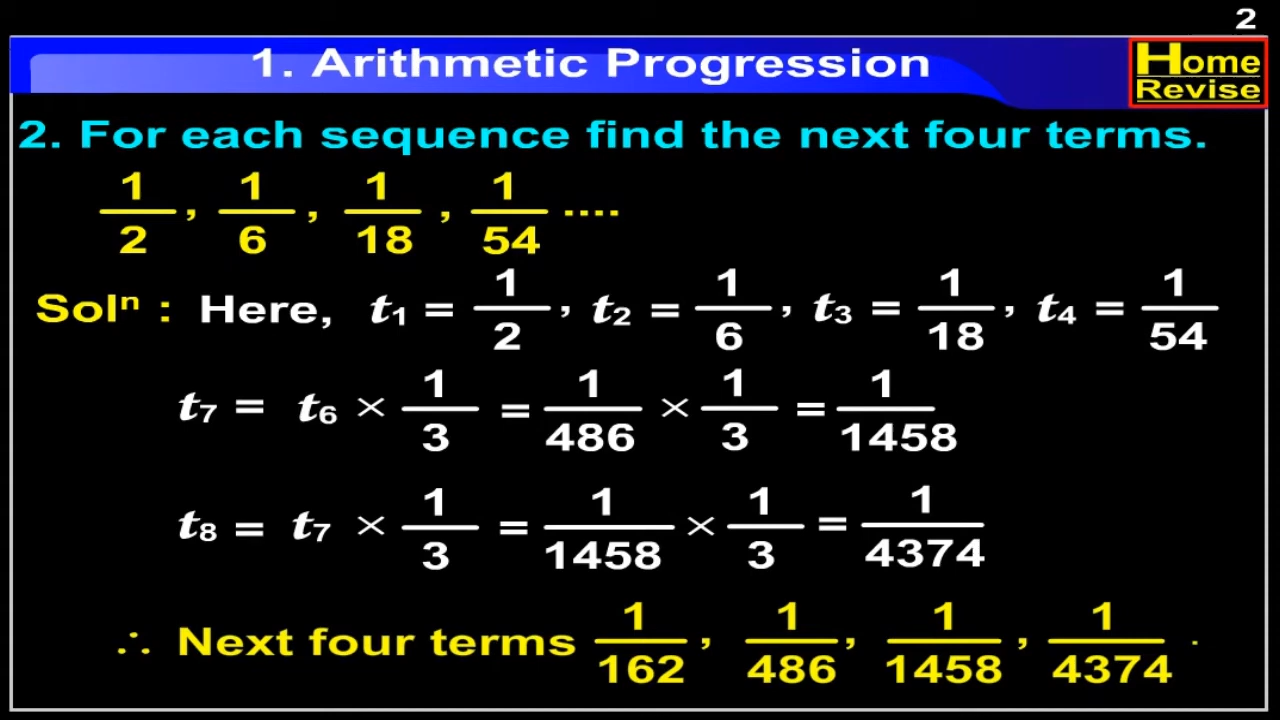 2
1. Arithmetic Progression
Home
Revise
2. For each sequence find the next four terms.
1/2, 1/6, 1/18, 1/54 ....
Solⁿ : Here, t₁ = 1/2, t₂ = 1/6, t₃ = 1/18, t₄ = 1/54
t₇ = t₆ × 1/3 = 1/486 × 1/3 = 1/1458
t₈ = t₇ × 1/3 = 1/1458 × 1/3 = 1/4374
∴ Next four terms 1/162, 1/486, 1/1458, 1/4374 .